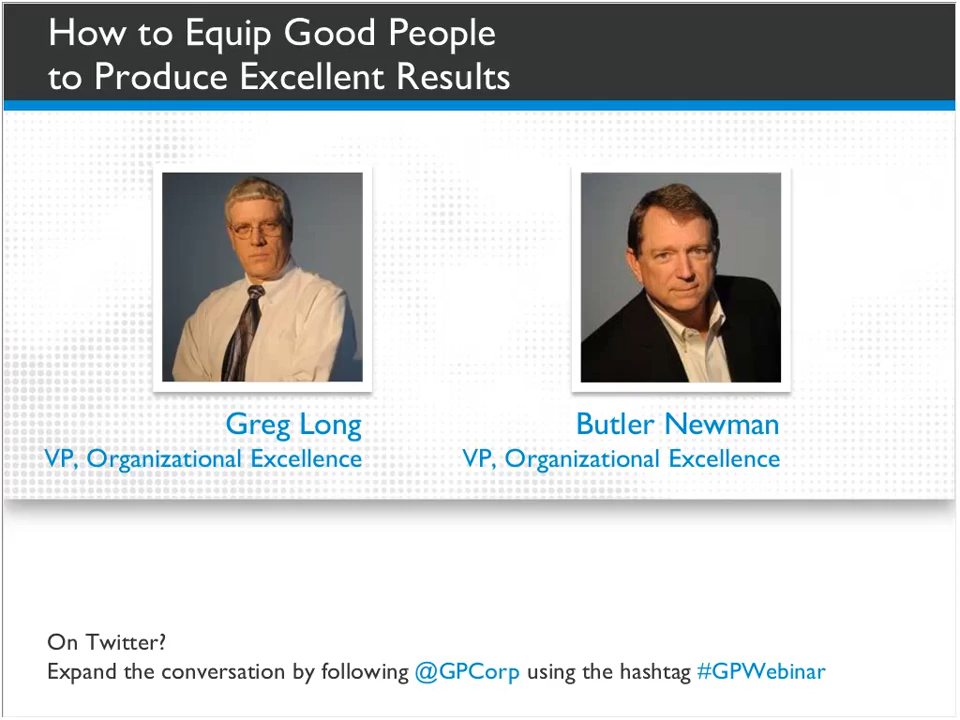 How to Equip Good People
to Produce Excellent Results
Greg Long
VP, Organizational Excellence
Butler Newman
VP, Organizational Excellence
On Twitter?
Expand the conversation by following @GPCorp using the hashtag #GPWebinar